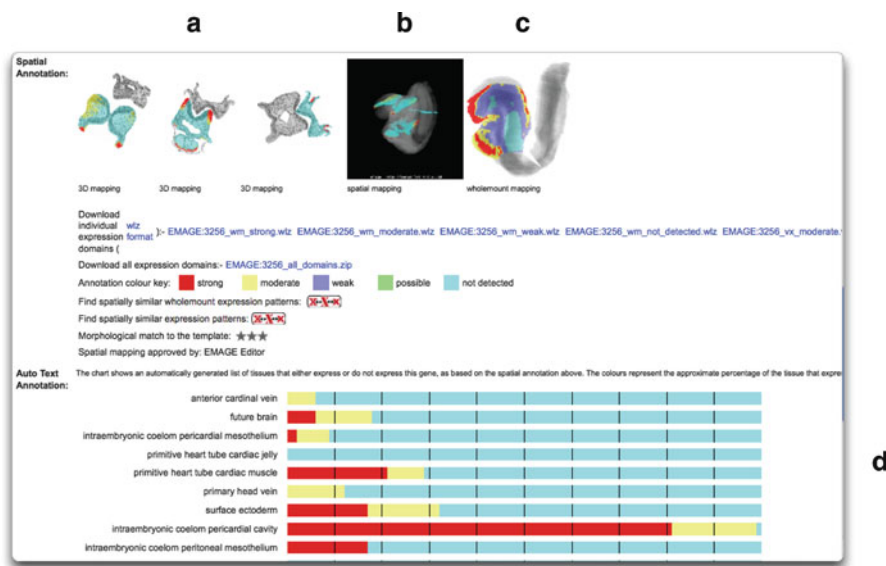 a b c
Spatial Annotation:
3D mapping 3D mapping 3D mapping spatial mapping wholemount mapping
Download individual expression domains ( wlz format ):- EMAGE:3256_wm_strong.wlz EMAGE:3256_wm_moderate.wlz EMAGE:3256_wm_weak.wlz EMAGE:3256_wm_not_detected.wlz EMAGE:3256_vx_moderate.
Download all expression domains:- EMAGE:3256_all_domains.zip
Annotation colour key: strong moderate weak possible not detected
Find spatially similar wholemount expression patterns:
Find spatially similar expression patterns:
Morphological match to the template:
Spatial mapping approved by: EMAGE Editor
Auto Text Annotation:
The chart shows an automatically generated list of tissues that either express or do not express this gene, as based on the spatial annotation above. The colours represent the approximate percentage of the tissue that expre
anterior cardinal vein
future brain
intraembryonic coelom pericardial mesothelium
primitive heart tube cardiac jelly
d
primitive heart tube cardiac muscle
primary head vein
surface ectoderm
intraembryonic coelom pericardial cavity
intraembryonic coelom peritoneal mesothelium